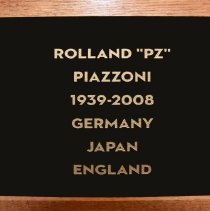 ROLLAND "PZ"
PIAZZONI
1939-2008
GERMANY
JAPAN
ENGLAND